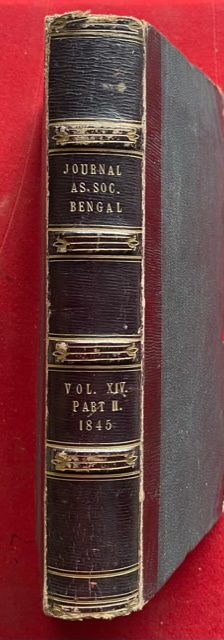 JOURNAL
AS. SOC.
BENGAL
VOL. XIV.
PART II.
1845